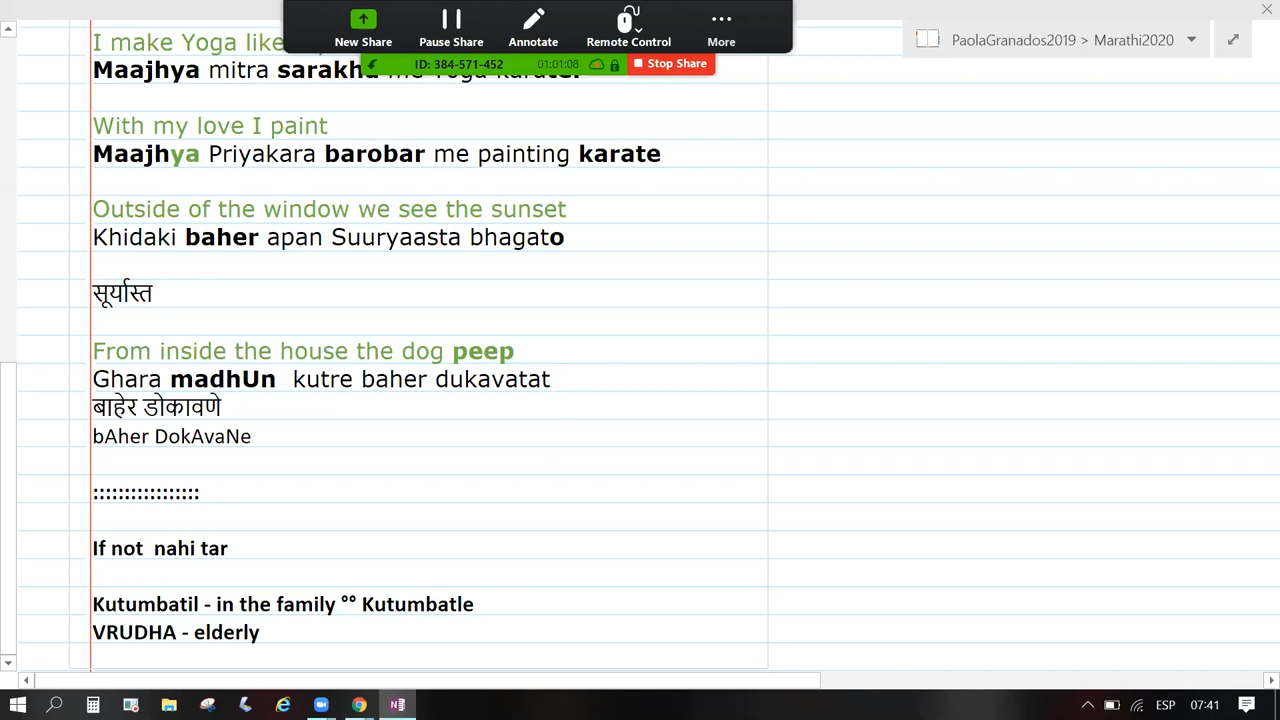 New Share
Pause Share
Annotate
Remote Control
More
ID: 384-571-452
01:01:08
Stop Share
PaolaGranados2019 > Marathi2020
I make Yoga like
Maajhya mitra sarakha me Yoga karate.
With my love I paint
Maajhya Priyakara barobar me painting karate
Outside of the window we see the sunset
Khidaki baher apan Suuryaasta bhagato
सूर्यास्त
From inside the house the dog peep
Ghara madhUn kutre baher dukavatat
बाहेर डोकावणे
bAher DokAvaNe
:::::::::::::::::
If not nahi tar
Kutumbatil - in the family °° Kutumbatle
VRUDHA - elderly
ESP
07:41